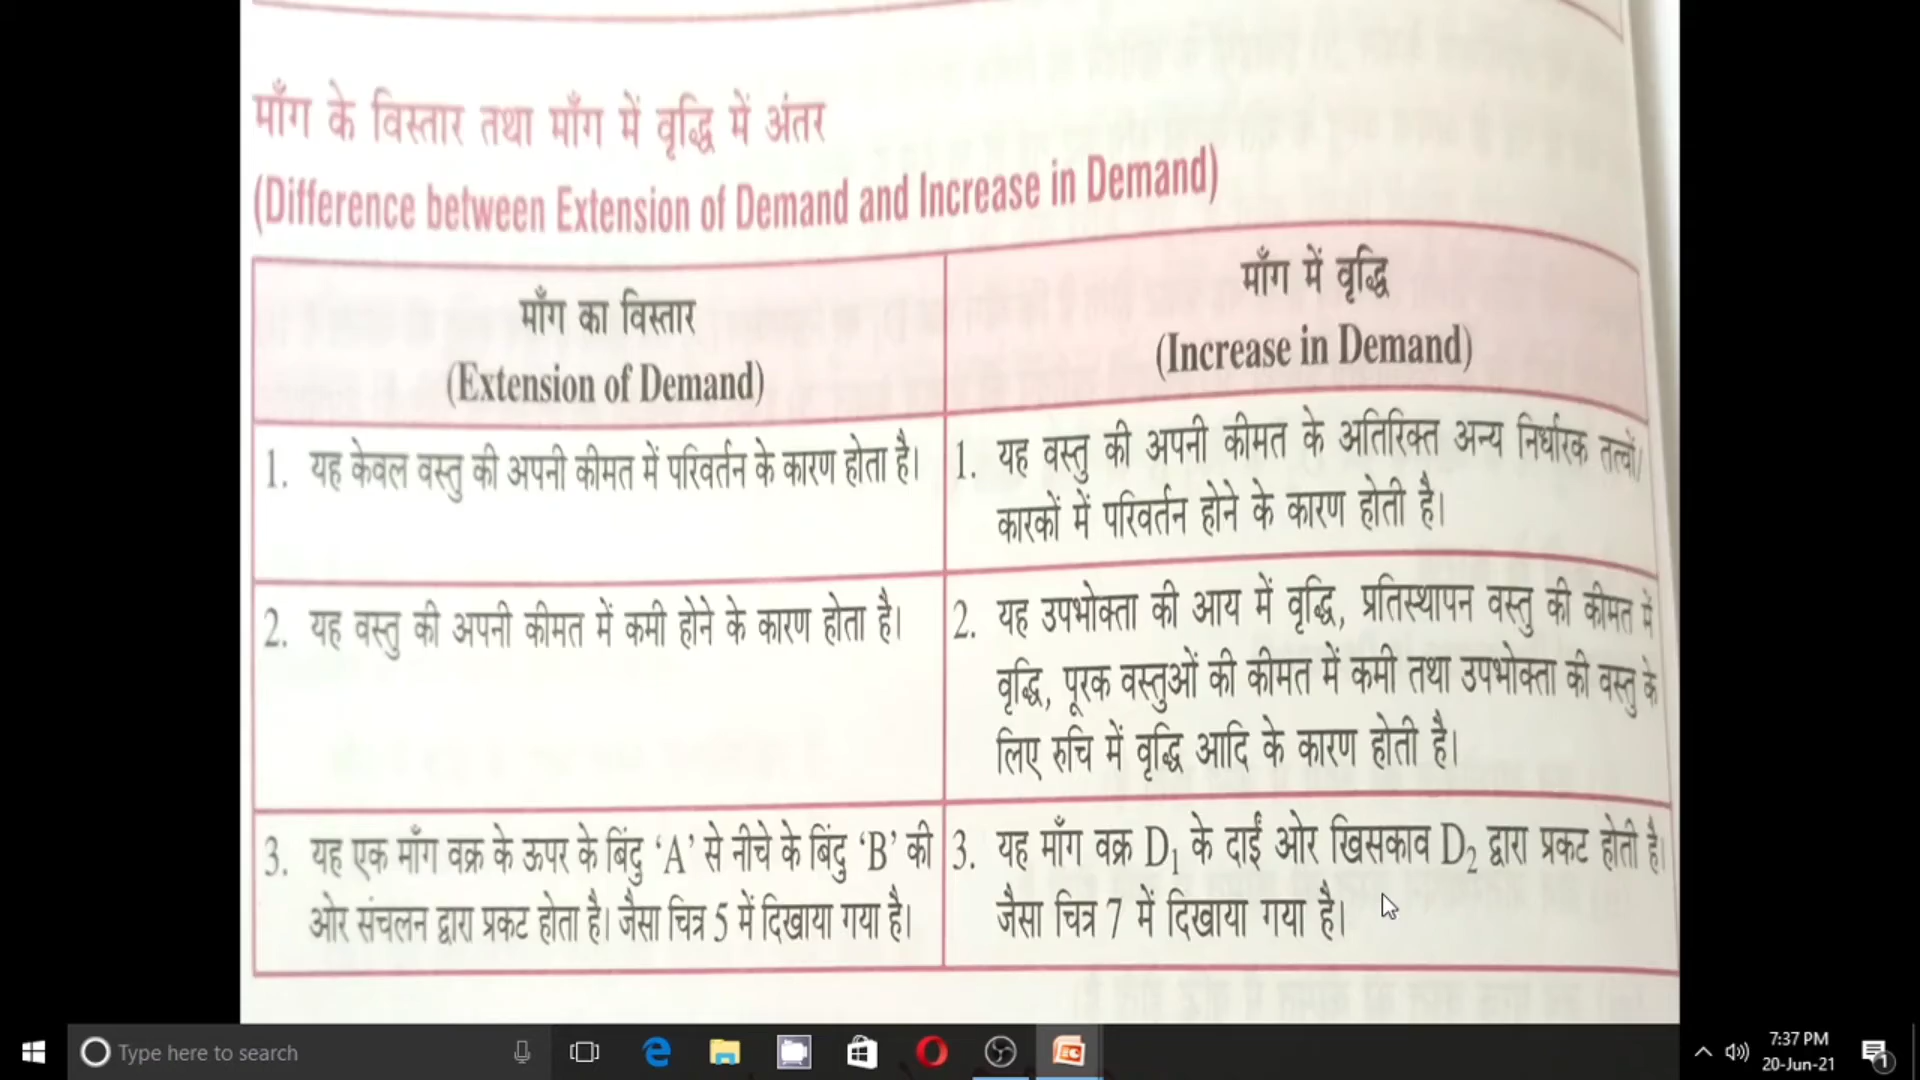 माँग के विस्तार तथा माँग में वृद्धि में अंतर
(Difference between Extension of Demand and Increase in Demand)
माँग का विस्तार
(Extension of Demand)
माँग में वृद्धि
(Increase in Demand)
1. यह केवल वस्तु की अपनी कीमत में परिवर्तन के कारण होता है।
1. यह वस्तु की अपनी कीमत के अतिरिक्त अन्य निर्धारक तत्वों/
कारकों में परिवर्तन होने के कारण होती है।
2. यह वस्तु की अपनी कीमत में कमी होने के कारण होता है।
2. यह उपभोक्ता की आय में वृद्धि, प्रतिस्थापन वस्तु की कीमत में
वृद्धि, पूरक वस्तुओं की कीमत में कमी तथा उपभोक्ता की वस्तु के
लिए रुचि में वृद्धि आदि के कारण होती है।
3. यह एक माँग वक्र के ऊपर के बिंदु ‘A’ से नीचे के बिंदु ‘B’ की
ओर संचलन द्वारा प्रकट होता है। जैसा चित्र 5 में दिखाया गया है।
3. यह माँग वक्र D₁ के दाईं ओर खिसकाव D₂ द्वारा प्रकट होती है।
जैसा चित्र 7 में दिखाया गया है।
Type here to search
7:37 PM
20-Jun-21
1